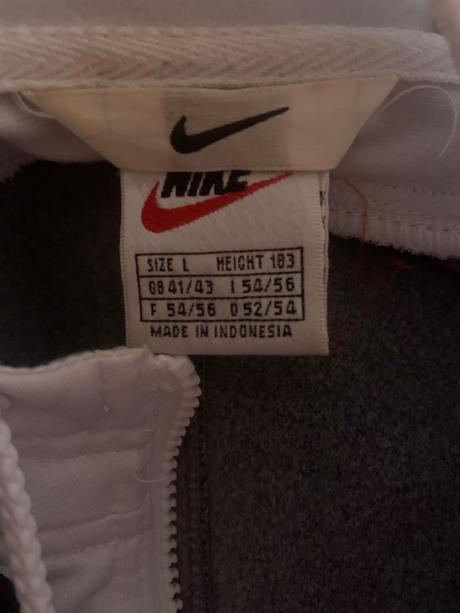 NIKE
SIZE L HEIGHT 183
GB 41/43 I 54/56
F 54/56 D 52/54
MADE IN INDONESIA